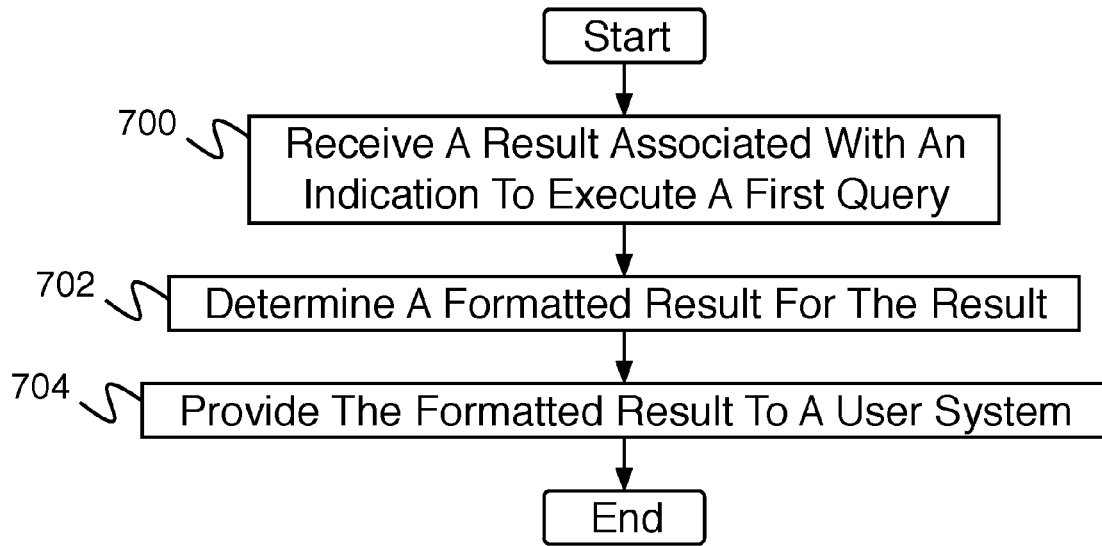 Start
700
Receive A Result Associated With An
Indication To Execute A First Query
702
Determine A Formatted Result For The Result
704
Provide The Formatted Result To A User System
End